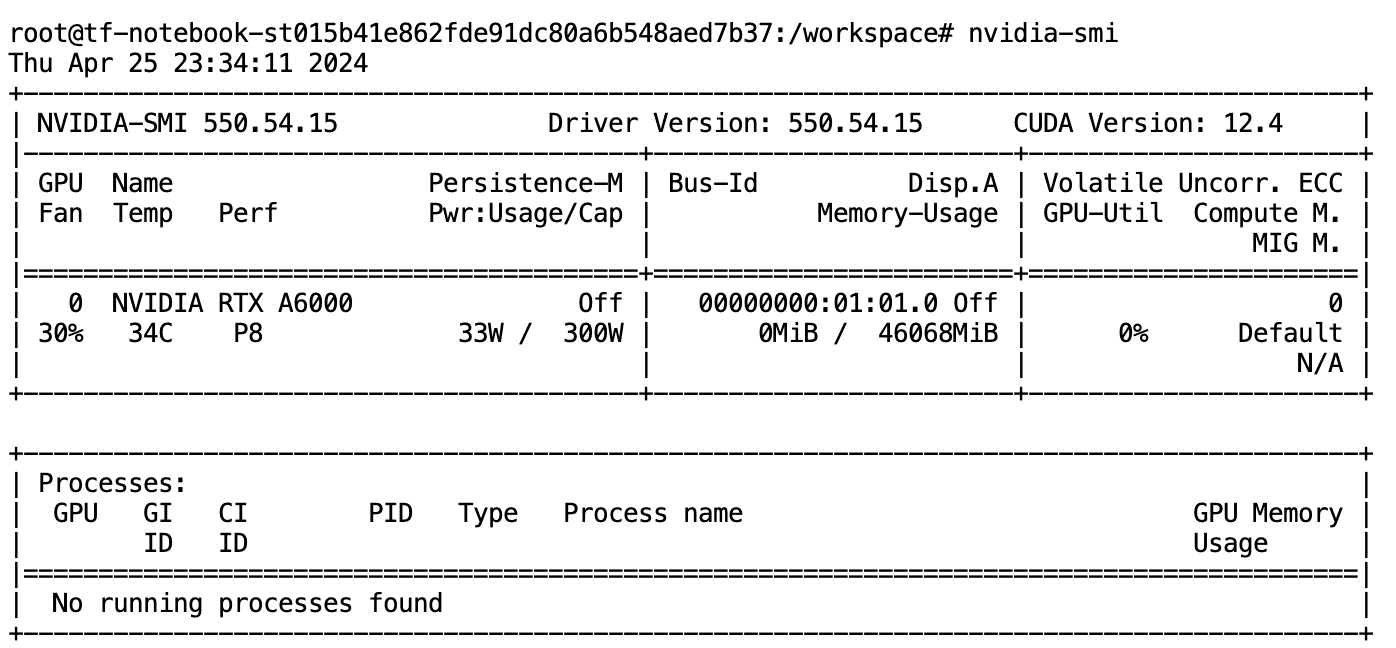 root@tf-notebook-st015b41e862fde91dc80a6b548aed7b37:/workspace# nvidia-smi
Thu Apr 25 23:34:11 2024
+-----------------------------------------------------------------------------------------+
| NVIDIA-SMI 550.54.15              Driver Version: 550.54.15      CUDA Version: 12.4     |
|-----------------------------------------+------------------------+----------------------+
| GPU  Name                 Persistence-M | Bus-Id          Disp.A | Volatile Uncorr. ECC |
| Fan  Temp   Perf          Pwr:Usage/Cap |           Memory-Usage | GPU-Util  Compute M. |
|                                         |                        |               MIG M. |
|=========================================+========================+======================|
|   0  NVIDIA RTX A6000               Off |   00000000:01:01.0 Off |                    0 |
| 30%   34C    P8              33W /  300W |       0MiB /  46068MiB |      0%      Default |
|                                         |                        |                  N/A |
+-----------------------------------------+------------------------+----------------------+

+-----------------------------------------------------------------------------------------+
| Processes:                                                                              |
|  GPU   GI   CI        PID   Type   Process name                              GPU Memory |
|        ID   ID                                                               Usage      |
|=========================================================================================|
|  No running processes found                                                             |
+-----------------------------------------------------------------------------------------+